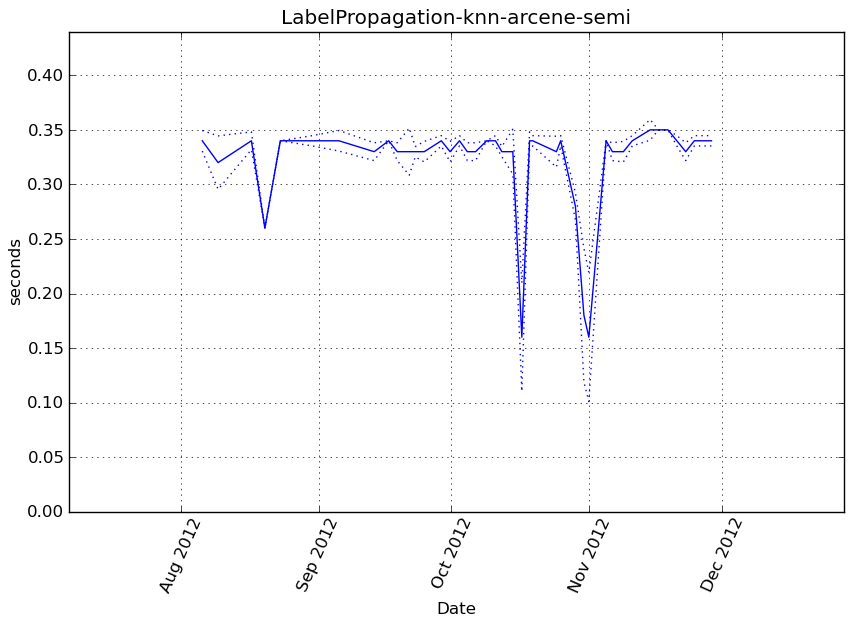 LabelPropagation-knn-arcene-semi
0.40
0.35
0.30
0.25
0.20
0.15
0.10
0.05
0.00
seconds
Aug 2012
Sep 2012
Oct 2012
Nov 2012
Dec 2012
Date